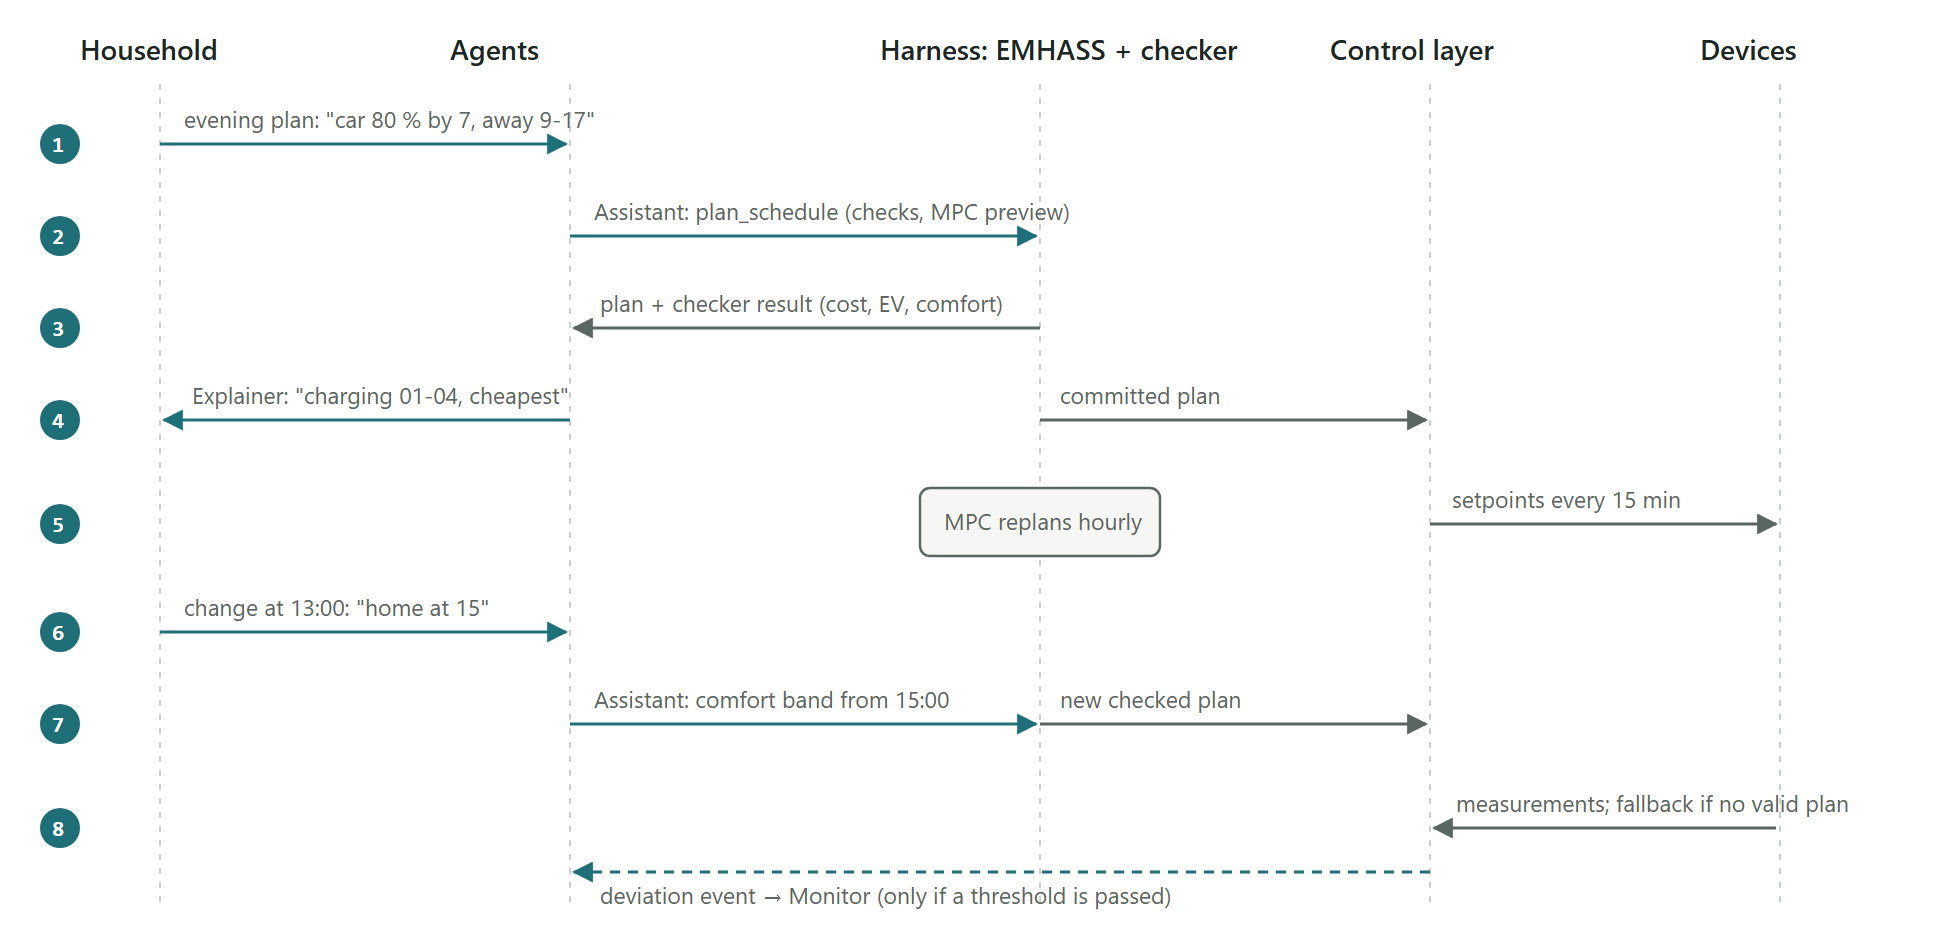 Household
Agents
Harness: EMHASS + checker
Control layer
Devices
1
evening plan: "car 80 % by 7, away 9-17"
2
Assistant: plan_schedule (checks, MPC preview)
3
plan + checker result (cost, EV, comfort)
4
Explainer: "charging 01-04, cheapest"
committed plan
5
MPC replans hourly
setpoints every 15 min
6
change at 13:00: "home at 15"
7
Assistant: comfort band from 15:00
new checked plan
8
measurements; fallback if no valid plan
deviation event → Monitor (only if a threshold is passed)